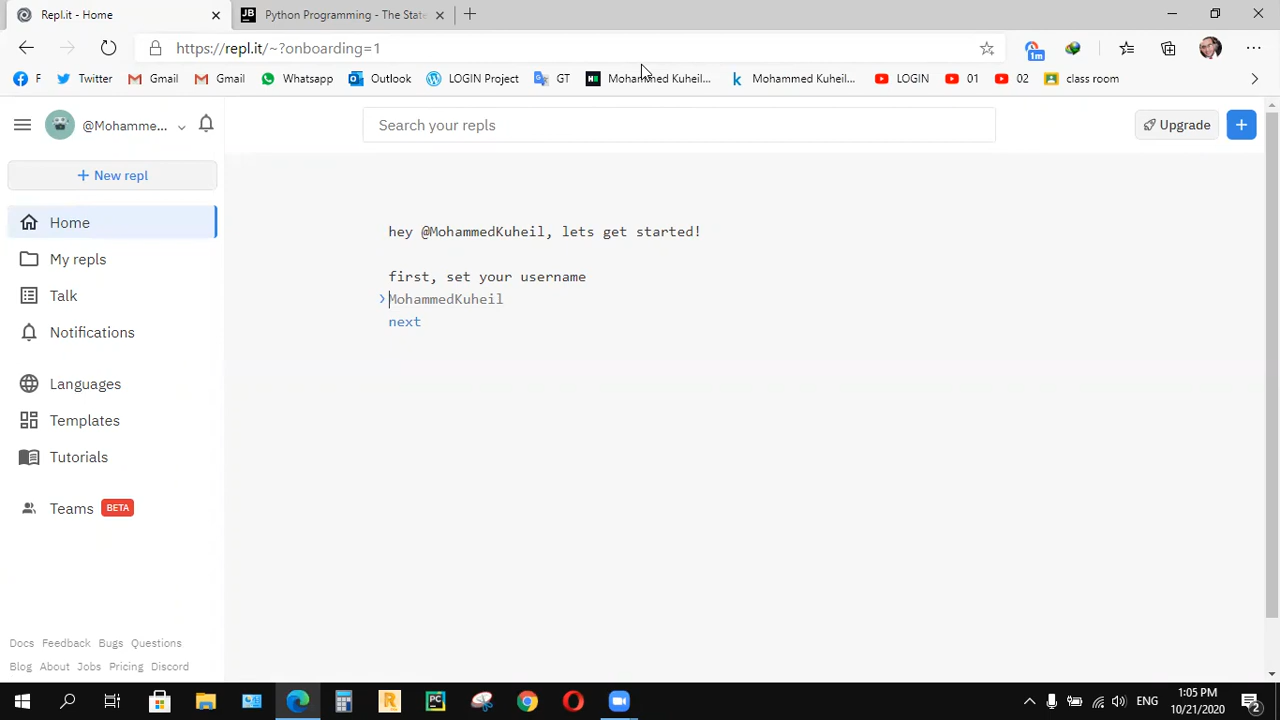 Repl.it - Home
Python Programming - The State
https://repl.it/~?onboarding=1
1m
F
Twitter
Gmail
Gmail
Whatsapp
Outlook
LOGIN Project
GT
Mohammed Kuheil...
Mohammed Kuheil...
LOGIN
01
02
class room
@Mohamme...
Search your repls
Upgrade
+ New repl
Home
My repls
Talk
Notifications
Languages
Templates
Tutorials
Teams BETA
hey @MohammedKuheil, lets get started!
first, set your username
MohammedKuheil
next
Docs Feedback Bugs Questions
Blog About Jobs Pricing Discord
ENG
1:05 PM
10/21/2020
2